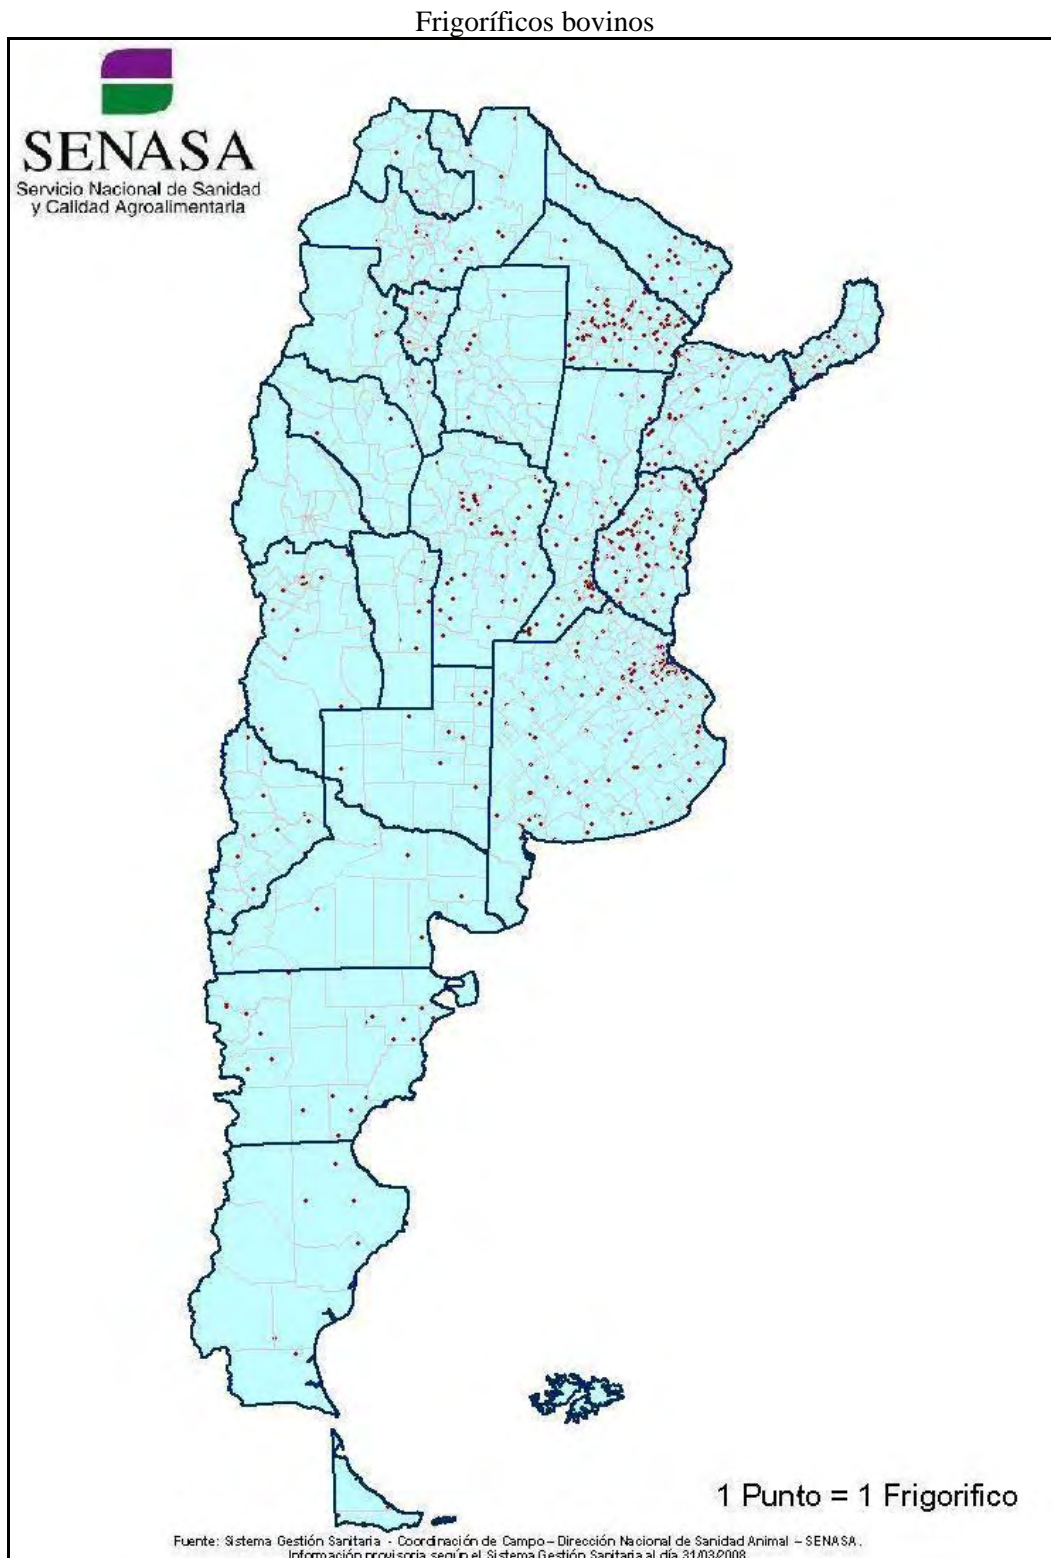 Frigoríficos bovinos
SENASA
Servicio Nacional de Sanidad
y Calidad Agroalimentaria
1 Punto = 1 Frigorifico
Fuente: Sistema Gestión Sanitaria - Coordinación de Campo – Dirección Nacional de Sanidad Animal – SENASA.
Información provisoria según el Sistema Gestión Sanitaria al día 31/03/2008